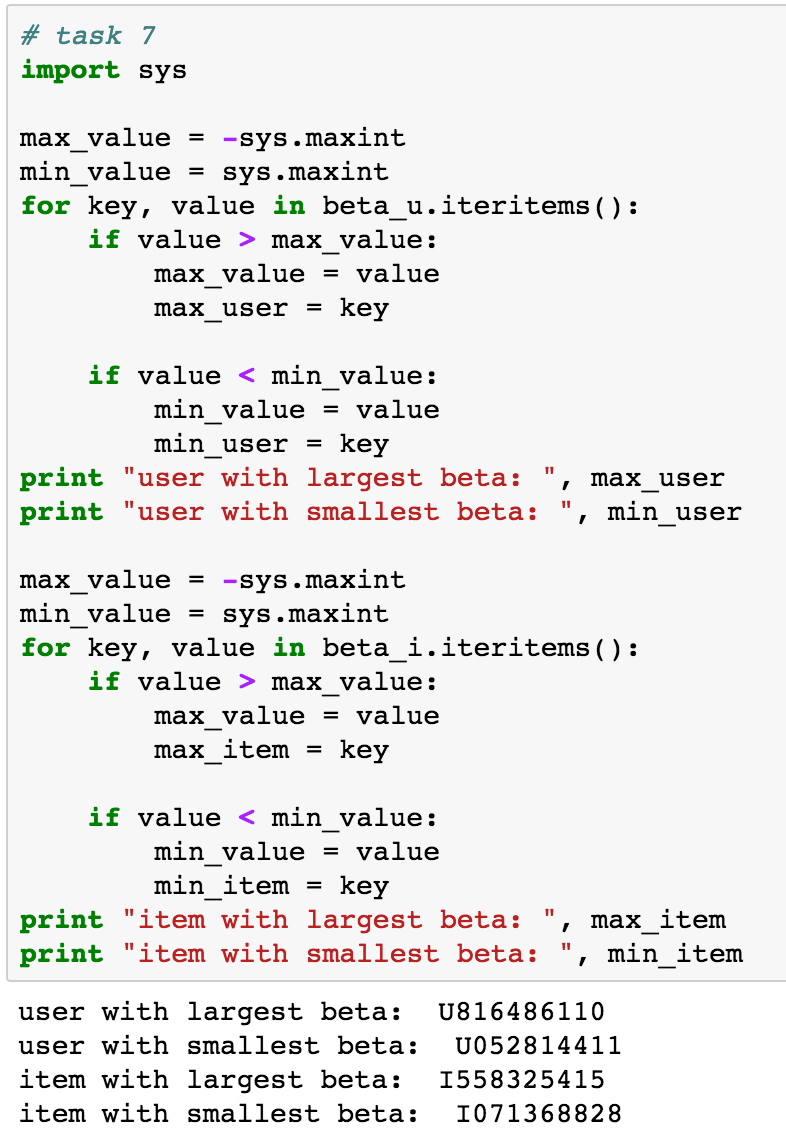 # task 7
import sys

max_value = -sys.maxint
min_value = sys.maxint
for key, value in beta_u.iteritems():
    if value > max_value:
        max_value = value
        max_user = key

    if value < min_value:
        min_value = value
        min_user = key
print "user with largest beta: ", max_user
print "user with smallest beta: ", min_user

max_value = -sys.maxint
min_value = sys.maxint
for key, value in beta_i.iteritems():
    if value > max_value:
        max_value = value
        max_item = key

    if value < min_value:
        min_value = value
        min_item = key
print "item with largest beta: ", max_item
print "item with smallest beta: ", min_item
user with largest beta:  U816486110
user with smallest beta:  U052814411
item with largest beta:  I558325415
item with smallest beta:  I071368828